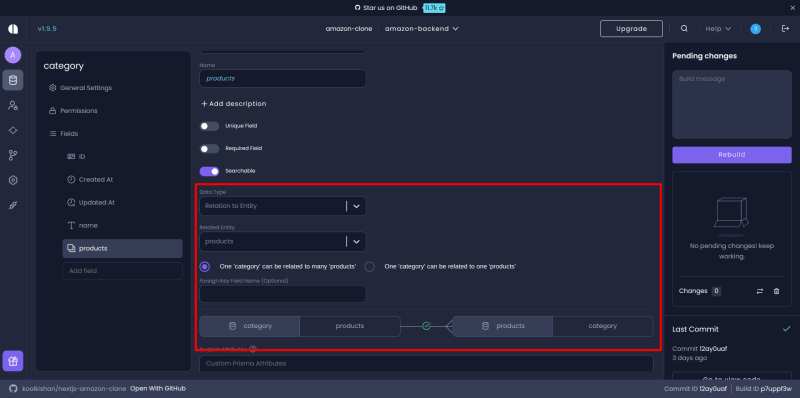 Star us on GitHub 11.7k
v1.9.5
amazon-clone
amazon-backend
Upgrade
Help
3
A
category
General Settings
Permissions
Fields
ID
Created At
Updated At
name
products
Add field
Name
products
+ Add description
Unique Field
Required Field
Searchable
Data Type
Relation to Entity
Related Entity
products
One 'category' can be related to many 'products'
One 'category' can be related to one 'products'
Foreign Key Field Name (Optional)
category
products
products
category
Custom Prisma Attributes
Pending changes
Build message
Rebuild
No pending changes! keep
working.
Changes 0
Last Commit
Commit 12ay0uaf
3 days ago
Go to view code
koolkishan/nextjs-amazon-clone
Open With GitHub
Commit ID 12ay0uaf
Build ID p7uppf3w